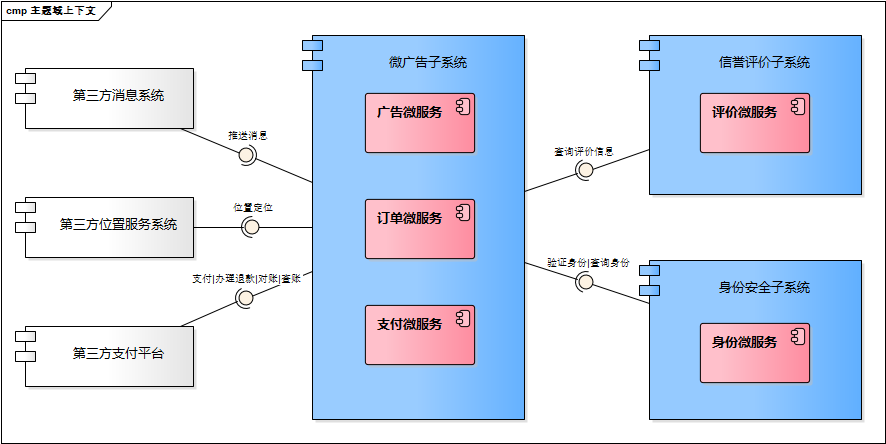 cmp 主题域上下文
第三方消息系统
推送消息
第三方位置服务系统
位置定位
支付|办理退款|对账|查账
第三方支付平台
微广告子系统
广告微服务
订单微服务
支付微服务
查询评价信息
验证身份|查询身份
信誉评价子系统
评价微服务
身份安全子系统
身份微服务